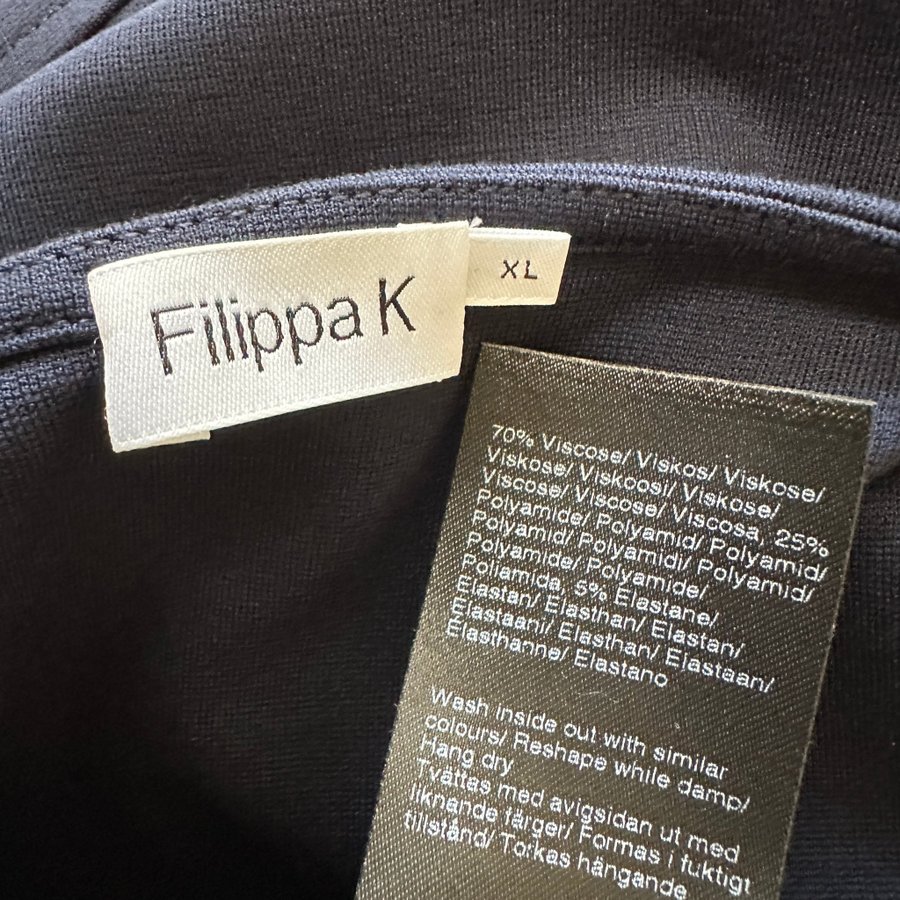 Filippa K
XL
70% Viscose/ Viskos/ Viskose/
Viskose/ Viskoosi/ Viskose/
Viscose/ Viscose/ Viscosa, 25%
Polyamide/ Polyamid/ Polyamid/
Polyamid/ Polyamidi/ Polyamid/
Polyamide/ Polyamide/
Poliamida, 5% Elastane/
Elastan/ Elasthan/ Elastan/
Elastaani/ Elasthan/ Elastaan/
Élasthanne/ Elastano
Wash inside out with similar
colours/ Reshape while damp/
Hang dry
Tvättas med avigsidan ut med
liknande färger/ Formas i fuktigt
tillstånd/ Torkas hängande